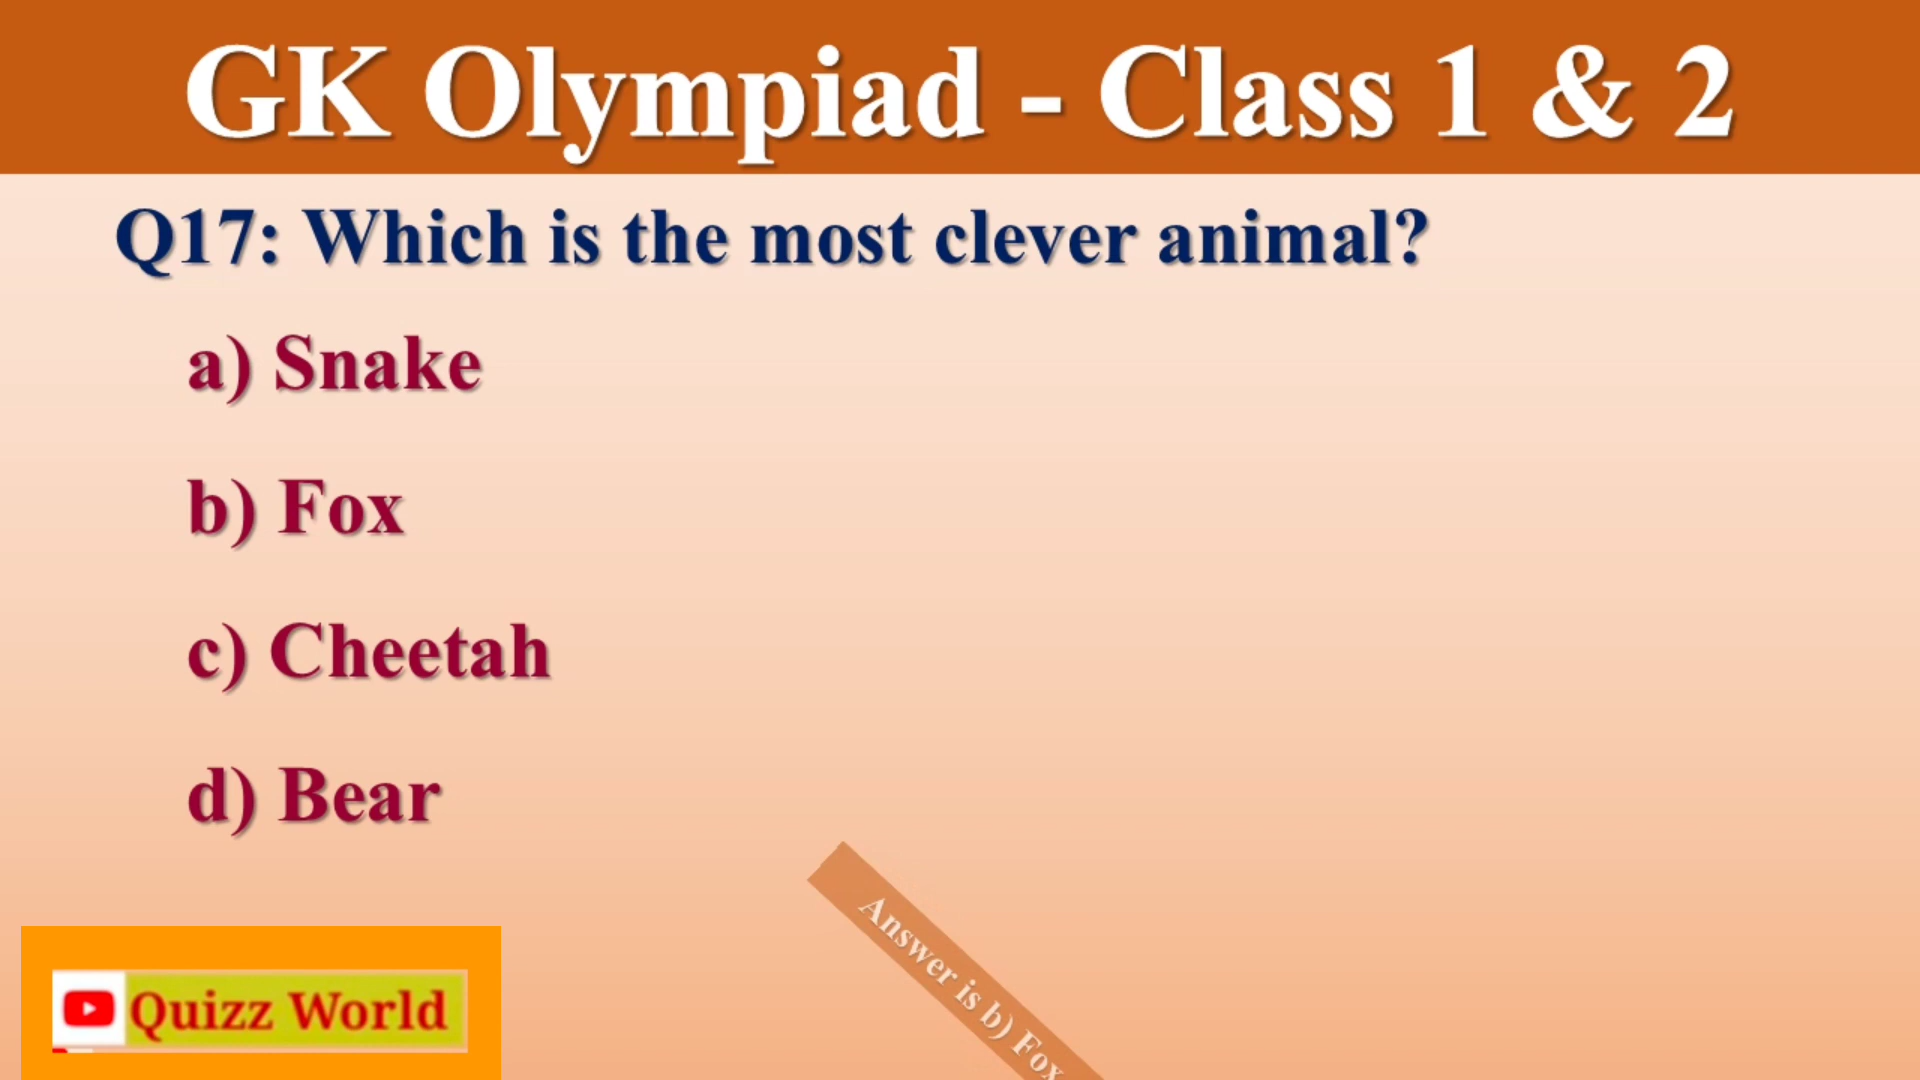 GK Olympiad - Class 1 & 2
Q17: Which is the most clever animal?
a) Snake
b) Fox
c) Cheetah
d) Bear
Answer is b) Fox
Quizz World